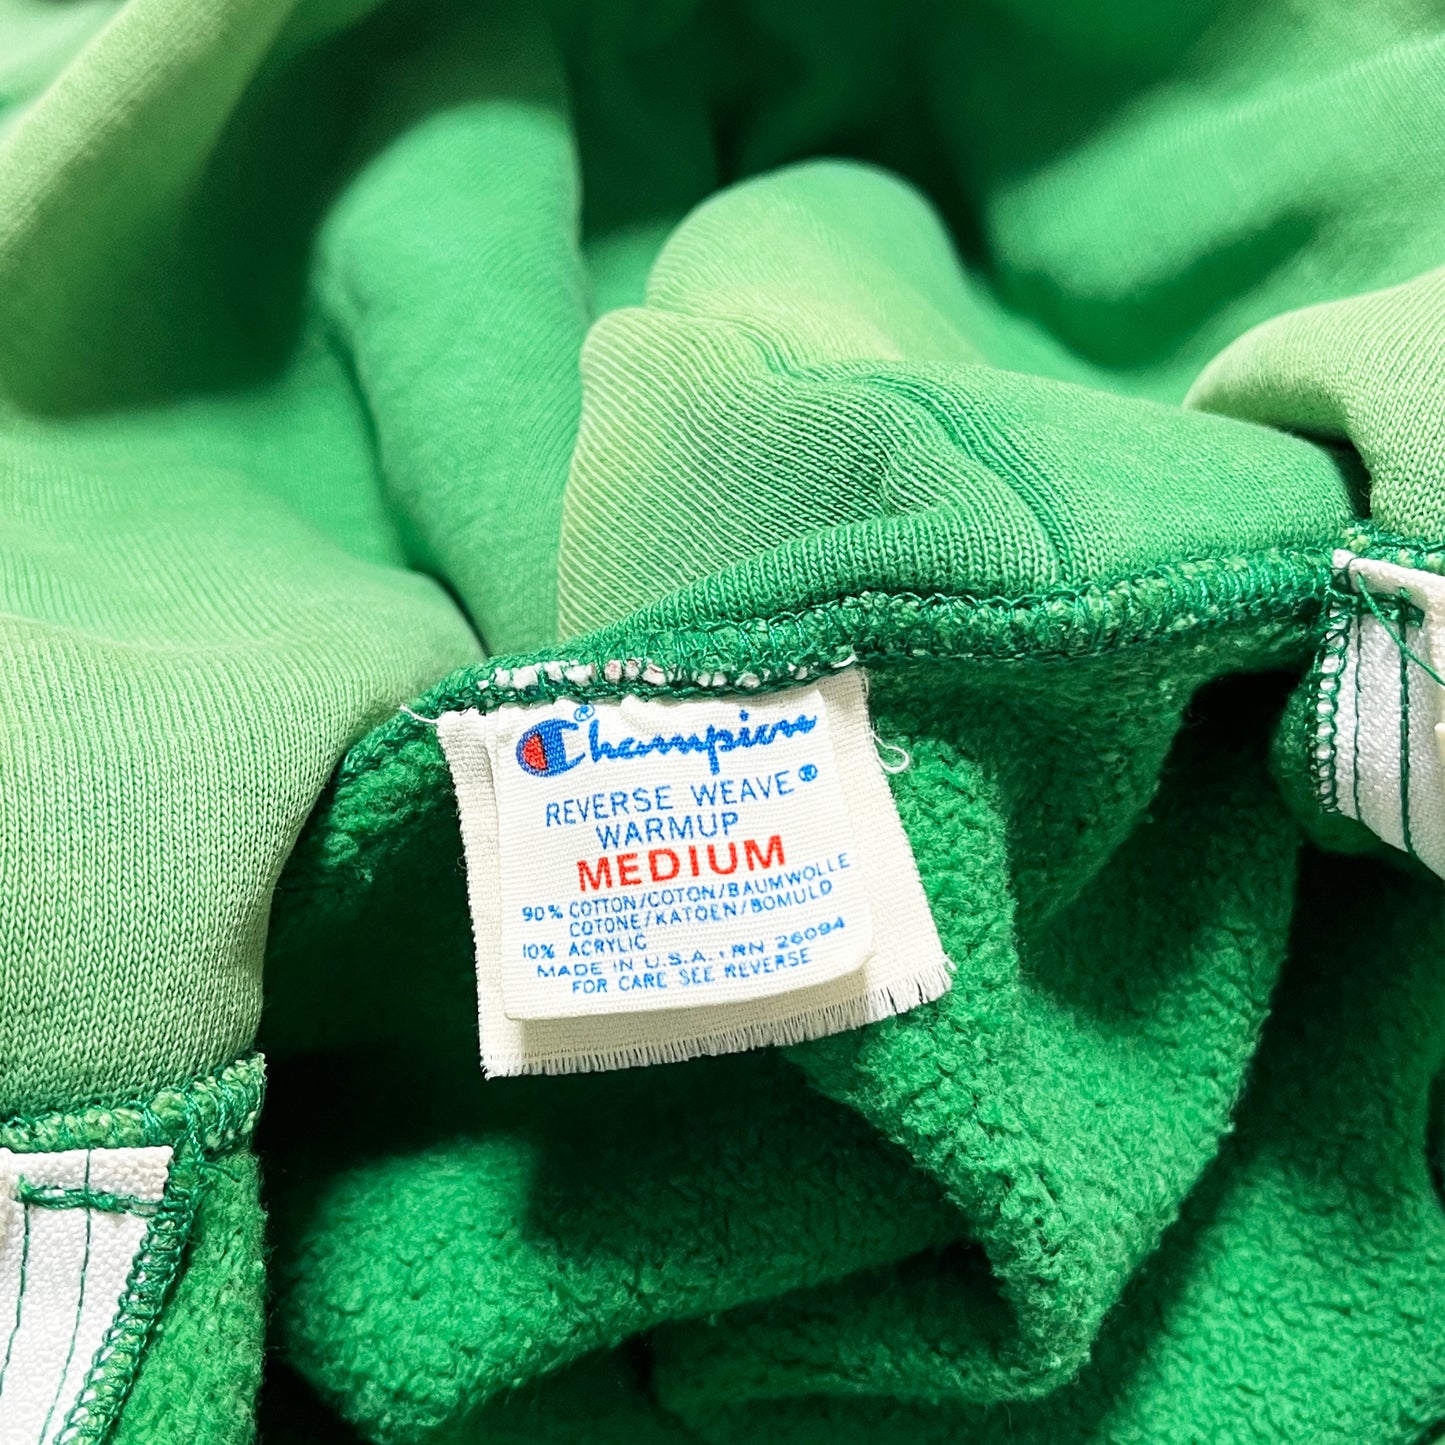 Champion®
REVERSE WEAVE®
WARMUP
MEDIUM
90% COTTON/COTON/BAUMWOLLE
COTONE/KATOEN/BOMULD
10% ACRYLIC
MADE IN U.S.A. • RN 26094
FOR CARE SEE REVERSE